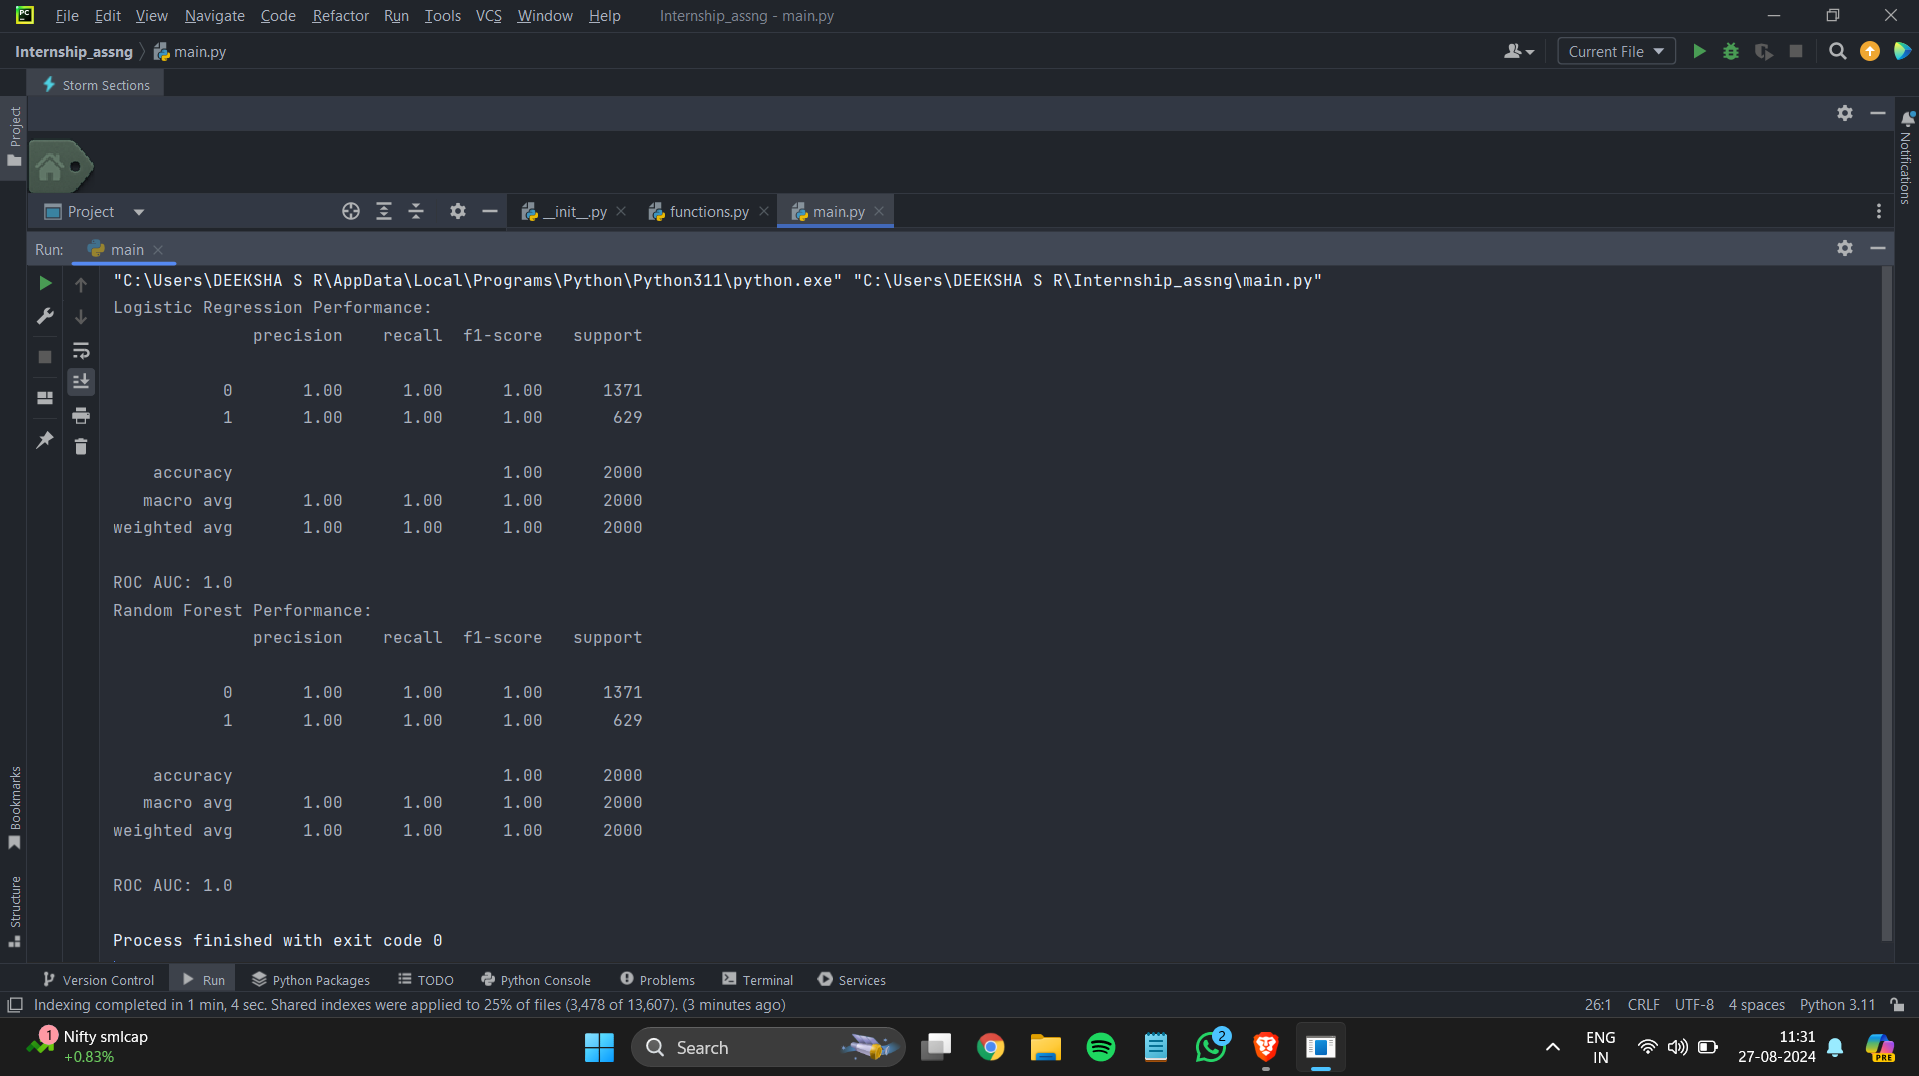 PC File Edit View Navigate Code Refactor Run Tools VCS Window Help Internship_assng - main.py
Internship_assng main.py Current File
Storm Sections
Project
Notifications
Project __init__.py functions.py main.py
Run: main
"C:\Users\DEEKSHA S R\AppData\Local\Programs\Python\Python311\python.exe" "C:\Users\DEEKSHA S R\Internship_assng\main.py"
Logistic Regression Performance:
precision recall f1-score support
0 1.00 1.00 1.00 1371
1 1.00 1.00 1.00 629
accuracy 1.00 2000
macro avg 1.00 1.00 1.00 2000
weighted avg 1.00 1.00 1.00 2000
ROC AUC: 1.0
Random Forest Performance:
precision recall f1-score support
0 1.00 1.00 1.00 1371
1 1.00 1.00 1.00 629
accuracy 1.00 2000
macro avg 1.00 1.00 1.00 2000
weighted avg 1.00 1.00 1.00 2000
ROC AUC: 1.0
Process finished with exit code 0
Bookmarks
Structure
Version Control Run Python Packages TODO Python Console Problems Terminal Services
Indexing completed in 1 min, 4 sec. Shared indexes were applied to 25% of files (3,478 of 13,607). (3 minutes ago) 26:1 CRLF UTF-8 4 spaces Python 3.11
1 Nifty smlcap
+0.83%
Search
2
ENG
IN
11:31
27-08-2024
PRE